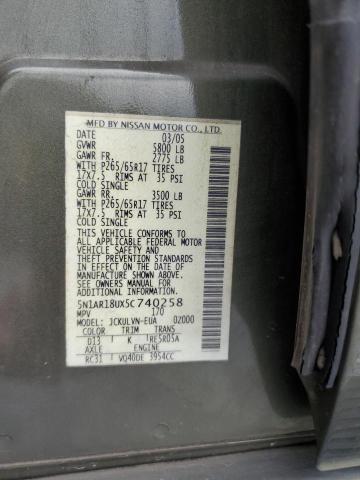 MFD BY NISSAN MOTOR CO., LTD.
DATE 03/05
GVWR 5800 LB
GAWR FR. 2775 LB
WITH P265/65R17 TIRES
17X7.5 RIMS AT 35 PSI
COLD SINGLE
GAWR RR. 3500 LB
WITH P265/65R17 TIRES
17X7.5 RIMS AT 35 PSI
COLD SINGLE
THIS VEHICLE CONFORMS TO
ALL APPLICABLE FEDERAL MOTOR
VEHICLE SAFETY AND
THEFT PREVENTION STANDARDS
IN EFFECT ON THE DATE
OF MANUFACTURE SHOWN ABOVE.
SEE OWNERS MANUAL FOR
ADDITIONAL INFORMATION.
5N1AR18UX5C740258
MPV 170
MODEL JCKULVN-EUA 02000
COLOR TRIM TRANS
D13 K RE5R05A
AXLE ENGINE
RC31 VQ40DE 3954CC